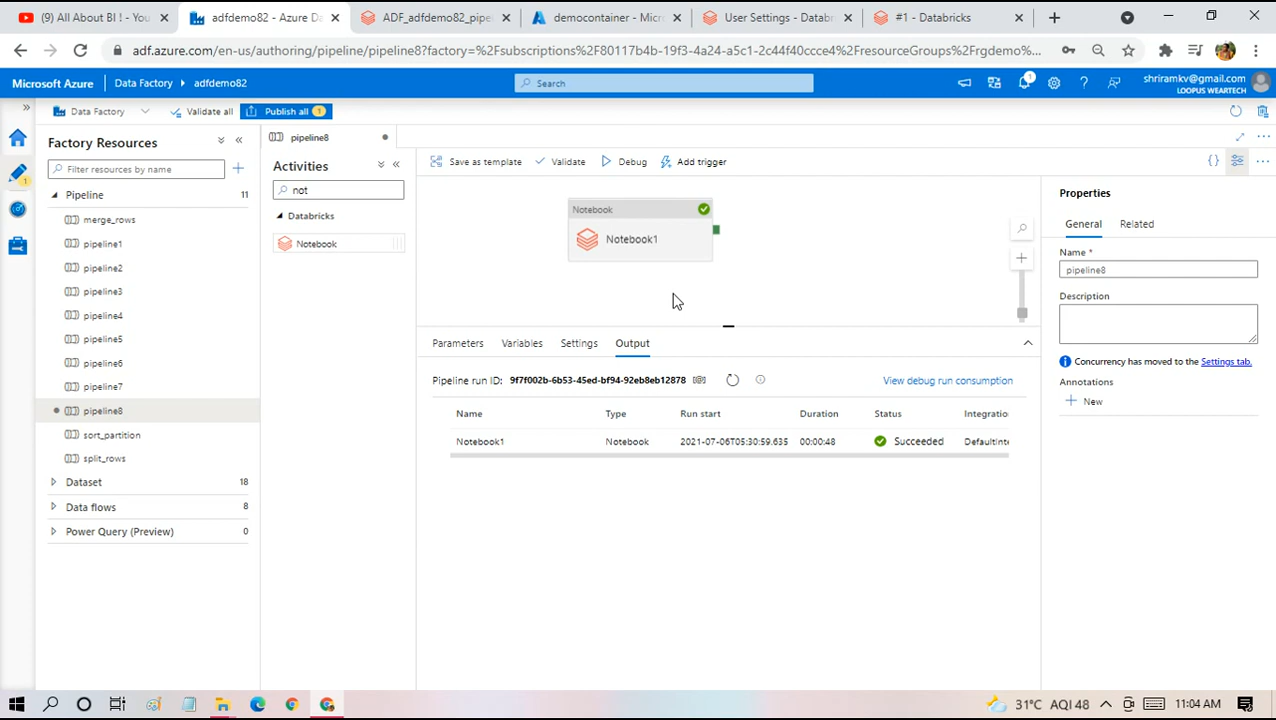 (0) All About BI ! - You
adfdemo82 - Azure Da
ADF_adfdemo82_pipe
democontainer - Micr
User Settings - Databr
#1 - Databricks
adf.azure.com/en-us/authoring/pipeline/pipeline8?factory=%2Fsubscriptions%2F80117b4b-19f3-4a24-a5c1-2c44f40ccce4%2FresourceGroups%2Frgdemo%...
Microsoft Azure
Data Factory
adfdemo82
Search
1
shriramkv@gmail.com
LOOPUS WEARTECH
Data Factory
Validate all
Publish all
1
Factory Resources
Filter resources by name
Pipeline
11
merge_rows
pipeline1
pipeline2
pipeline3
pipeline4
pipeline5
pipeline6
pipeline7
pipeline8
sort_partition
split_rows
Dataset
18
Data flows
8
Power Query (Preview)
0
pipeline8
Activities
not
Databricks
Notebook
Save as template
Validate
Debug
Add trigger
Notebook
Notebook1
Parameters
Variables
Settings
Output
Pipeline run ID: 9f7f002b-6b53-45ed-bf94-92eb8eb12878
View debug run consumption
Name
Type
Run start
Duration
Status
Integratio
Notebook1
Notebook
2021-07-06T05:30:59.635
00:00:48
Succeeded
DefaultInte
Properties
General
Related
Name *
pipeline8
Description
Concurrency has moved to the Settings tab.
Annotations
New
31°C AQI 48
11:04 AM